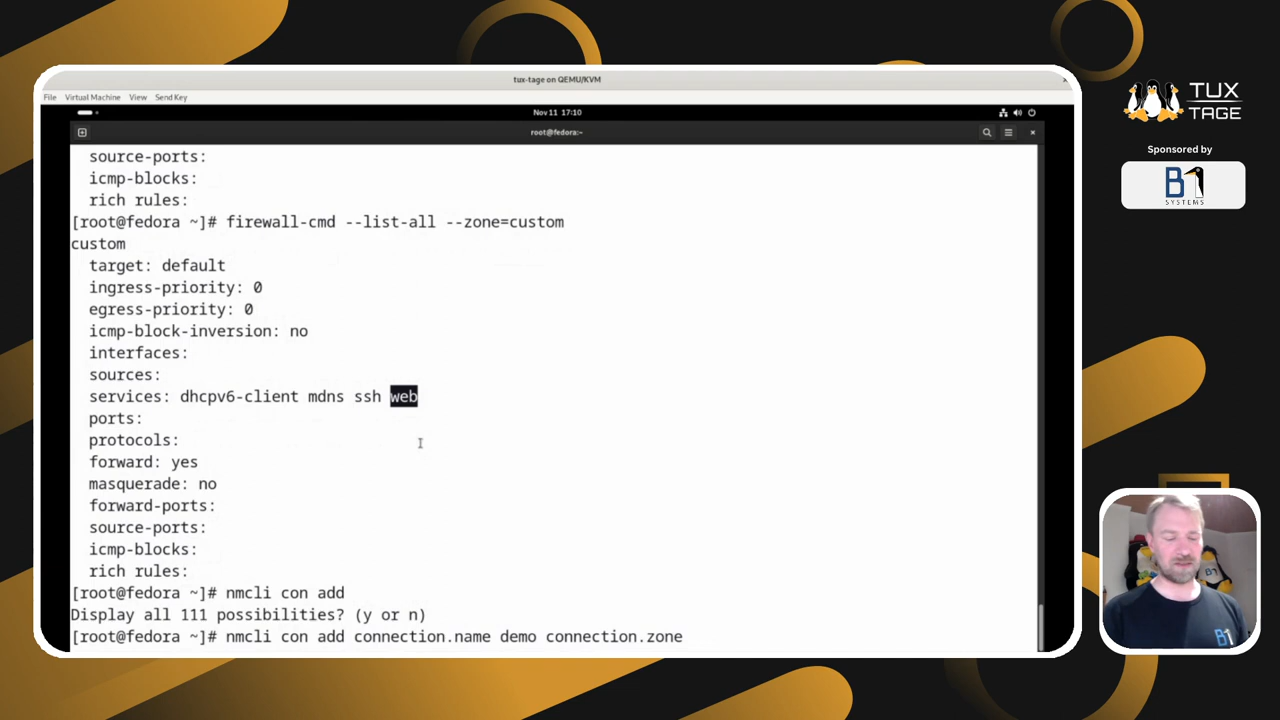 tux-tage on QEMU/KVM
File Virtual Machine View Send Key
Nov 11 17:10
root@fedora:~
source-ports:
icmp-blocks:
rich rules:
[root@fedora ~]# firewall-cmd --list-all --zone=custom
custom
target: default
ingress-priority: 0
egress-priority: 0
icmp-block-inversion: no
interfaces:
sources:
services: dhcpv6-client mdns ssh web
ports:
protocols:
forward: yes
masquerade: no
forward-ports:
source-ports:
icmp-blocks:
rich rules:
[root@fedora ~]# nmcli con add
Display all 111 possibilities? (y or n)
[root@fedora ~]# nmcli con add connection.name demo connection.zone
TUX
TAGE
Sponsored by
B1
SYSTEMS
B1